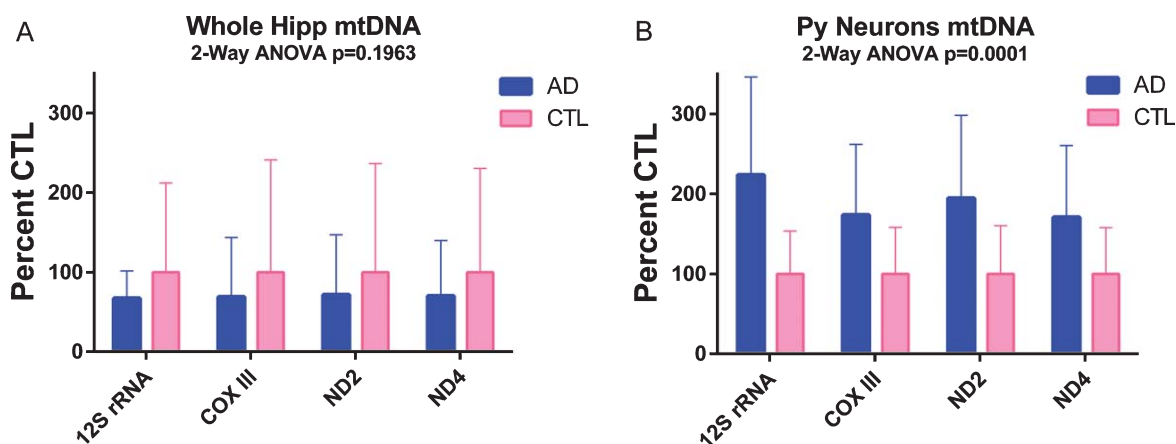 A
Whole Hipp mtDNA
2-Way ANOVA p=0.1963
AD
CTL
Percent CTL
300
200
100
0
12S rRNA
COX III
ND2
ND4
B
Py Neurons mtDNA
2-Way ANOVA p=0.0001
AD
CTL
Percent CTL
300
200
100
0
12S rRNA
COX III
ND2
ND4